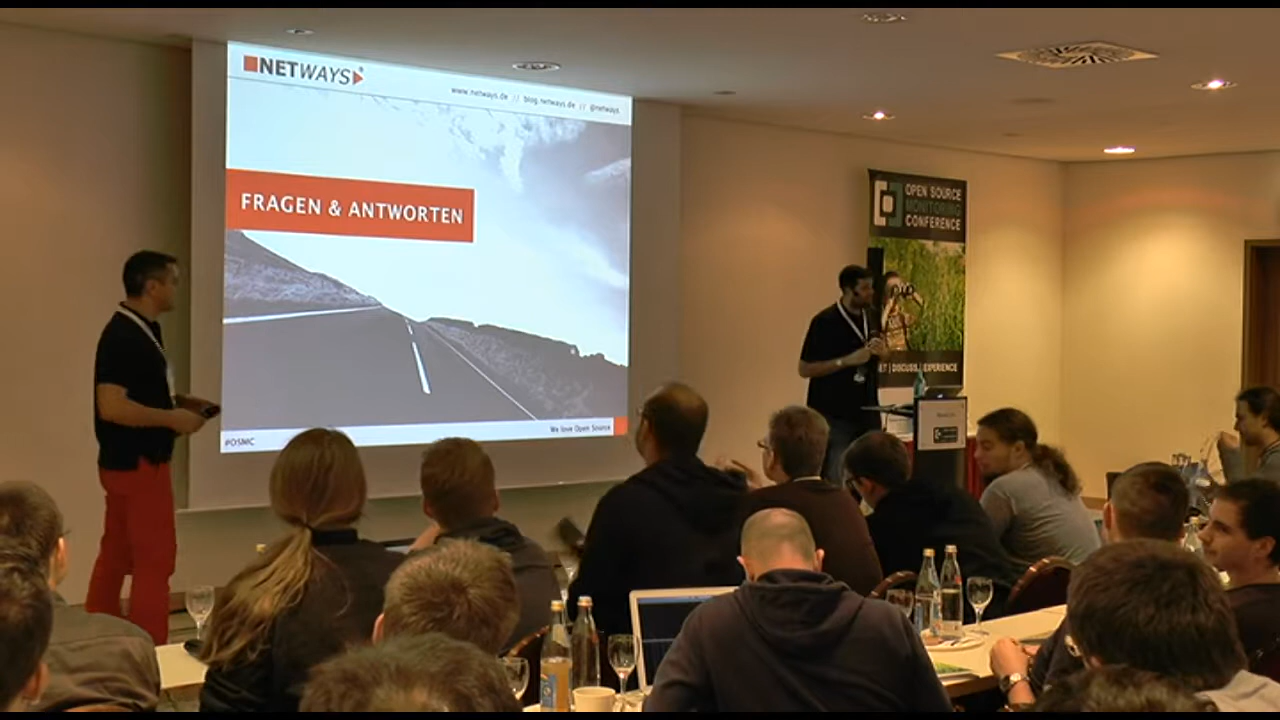 NETWAYS
www.netways.de // blog.netways.de // @netways
FRAGEN & ANTWORTEN
#OSMC
We love Open Source
OPEN SOURCE
MONITORING
CONFERENCE
| DISCUSS | EXPERIENCE